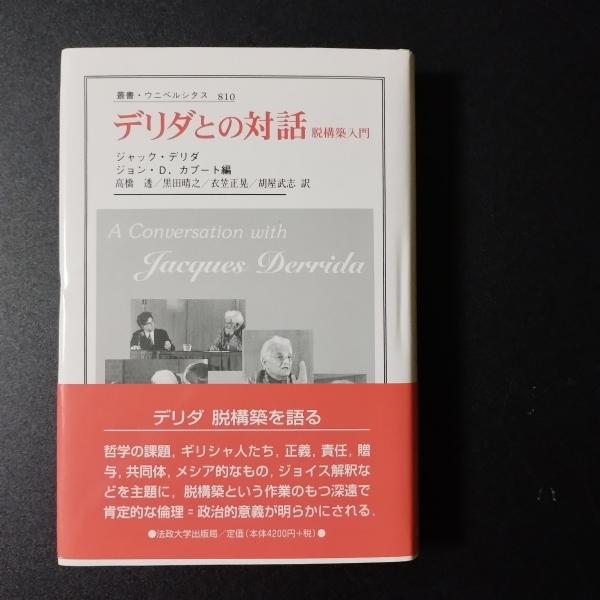 叢書・ウニベルシタス 810
デリダとの対話 脱構築入門
ジャック・デリダ
ジョン・D. カプート編
高橋 透／黒田晴之／衣笠正晃／胡屋武志 訳
A Conversation with
Jacques Derrida
デリダ 脱構築を語る
哲学の課題, ギリシャ人たち, 正義, 責任, 贈
与, 共同体, メシア的なもの, ジョイス解釈な
どを主題に, 脱構築という作業のもつ深遠で
肯定的な倫理=政治的意義が明らかにされる.
●法政大学出版局／定価(本体4200円+税)●